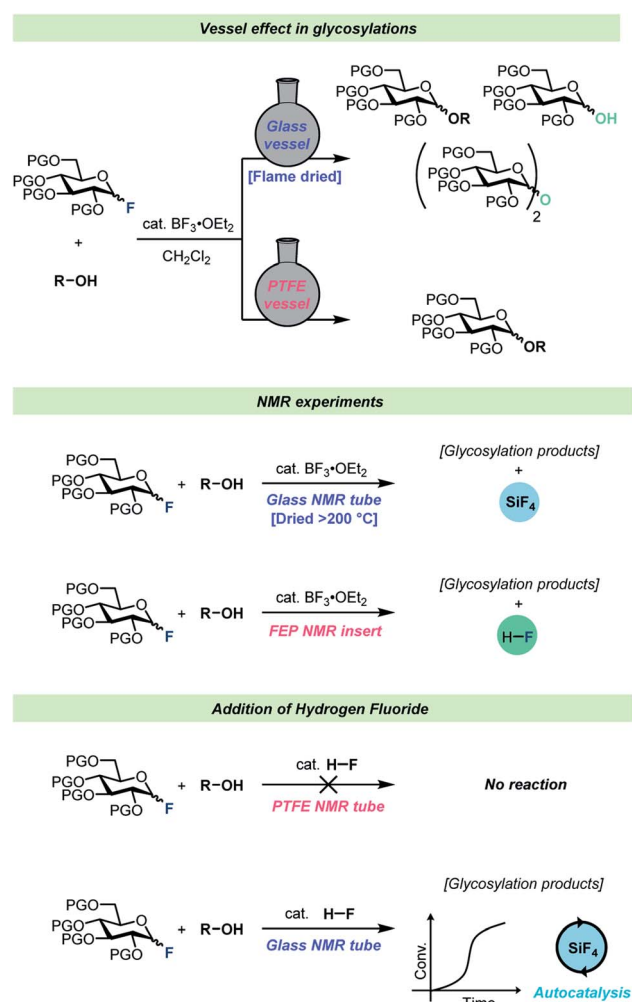 Vessel effect in glycosylations
PGO
PGO
PGO
PGO
O
F
+
R–OH
cat. BF₃•OEt₂
CH₂Cl₂
Glass
vessel
[Flame dried]
PTFE
vessel
PGO
PGO
PGO
PGO
O
OR
PGO
PGO
PGO
PGO
O
OH
PGO
PGO
PGO
PGO
O
O
2
PGO
PGO
PGO
PGO
O
OR
NMR experiments
PGO
PGO
PGO
PGO
O
F
+ R–OH
cat. BF₃•OEt₂
Glass NMR tube
[Dried >200 °C]
[Glycosylation products]
+
SiF₄
PGO
PGO
PGO
PGO
O
F
+ R–OH
cat. BF₃•OEt₂
FEP NMR insert
[Glycosylation products]
+
H–F
Addition of Hydrogen Fluoride
PGO
PGO
PGO
PGO
O
F
+ R–OH
cat. H–F
PTFE NMR tube
No reaction
PGO
PGO
PGO
PGO
O
F
+ R–OH
cat. H–F
Glass NMR tube
[Glycosylation products]
Conv.
Time
SiF₄
Autocatalysis